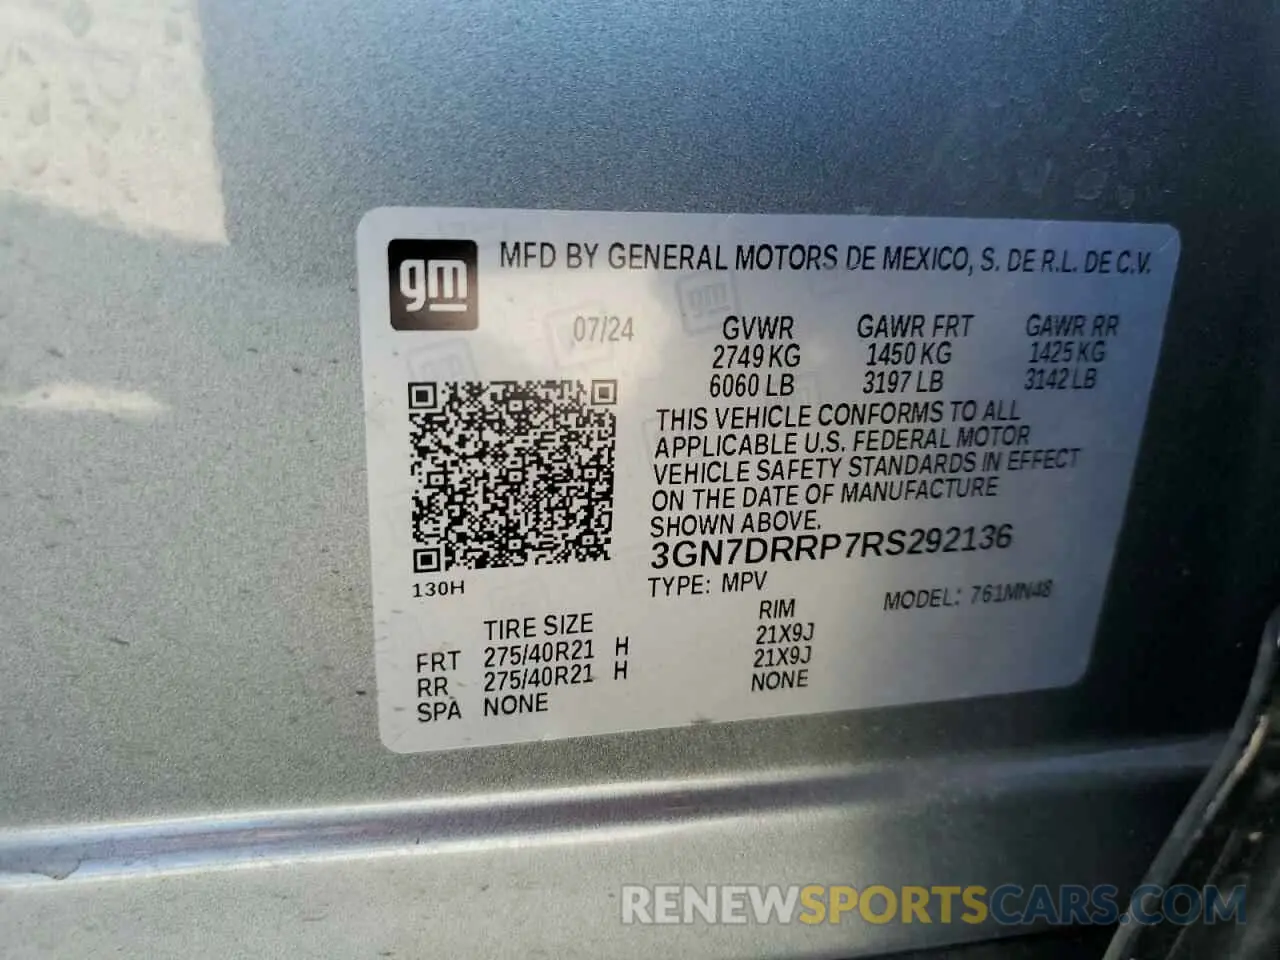 gm MFD BY GENERAL MOTORS DE MEXICO, S. DE R.L. DE C.V.
07/24 GVWR GAWR FRT GAWR RR
2749 KG 1450 KG 1425 KG
6060 LB 3197 LB 3142 LB
THIS VEHICLE CONFORMS TO ALL
APPLICABLE U.S. FEDERAL MOTOR
VEHICLE SAFETY STANDARDS IN EFFECT
ON THE DATE OF MANUFACTURE
SHOWN ABOVE.
3GN7DRRP7RS292136
130H TYPE: MPV MODEL: 761MN48
TIRE SIZE RIM
FRT 275/40R21 H 21X9J
RR 275/40R21 H 21X9J
SPA NONE NONE
RENEWSPORTSCARS.COM